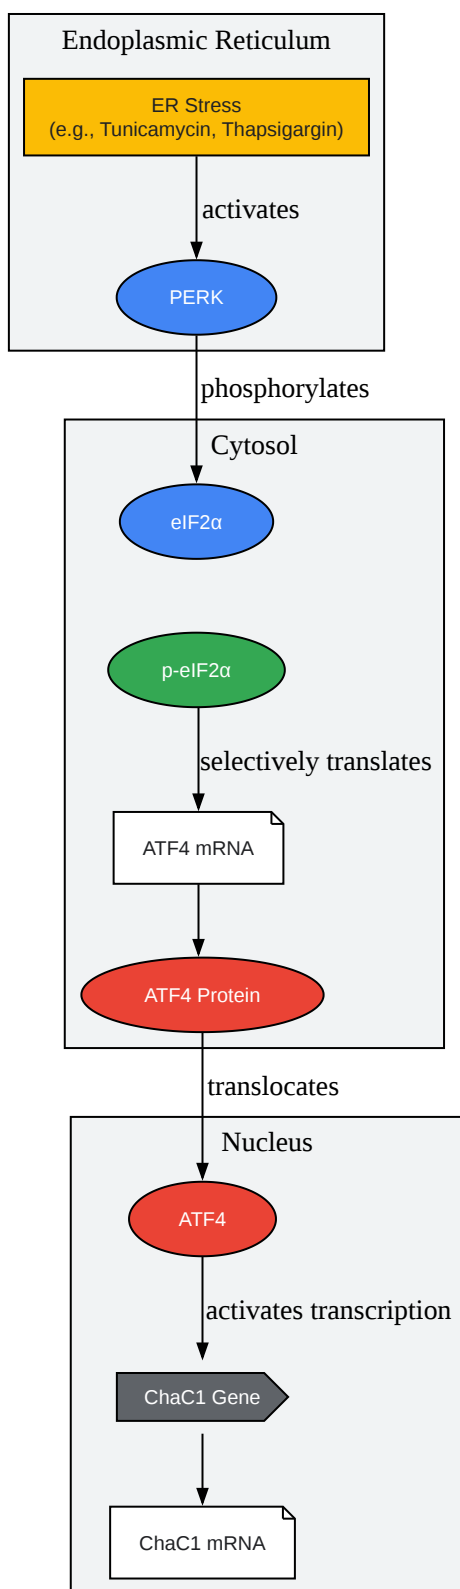 Endoplasmic Reticulum
ER Stress
(e.g., Tunicamycin, Thapsigargin)
activates
PERK
phosphorylates
Cytosol
eIF2α
p-eIF2α
selectively translates
ATF4 mRNA
ATF4 Protein
translocates
Nucleus
ATF4
activates transcription
ChaC1 Gene
ChaC1 mRNA